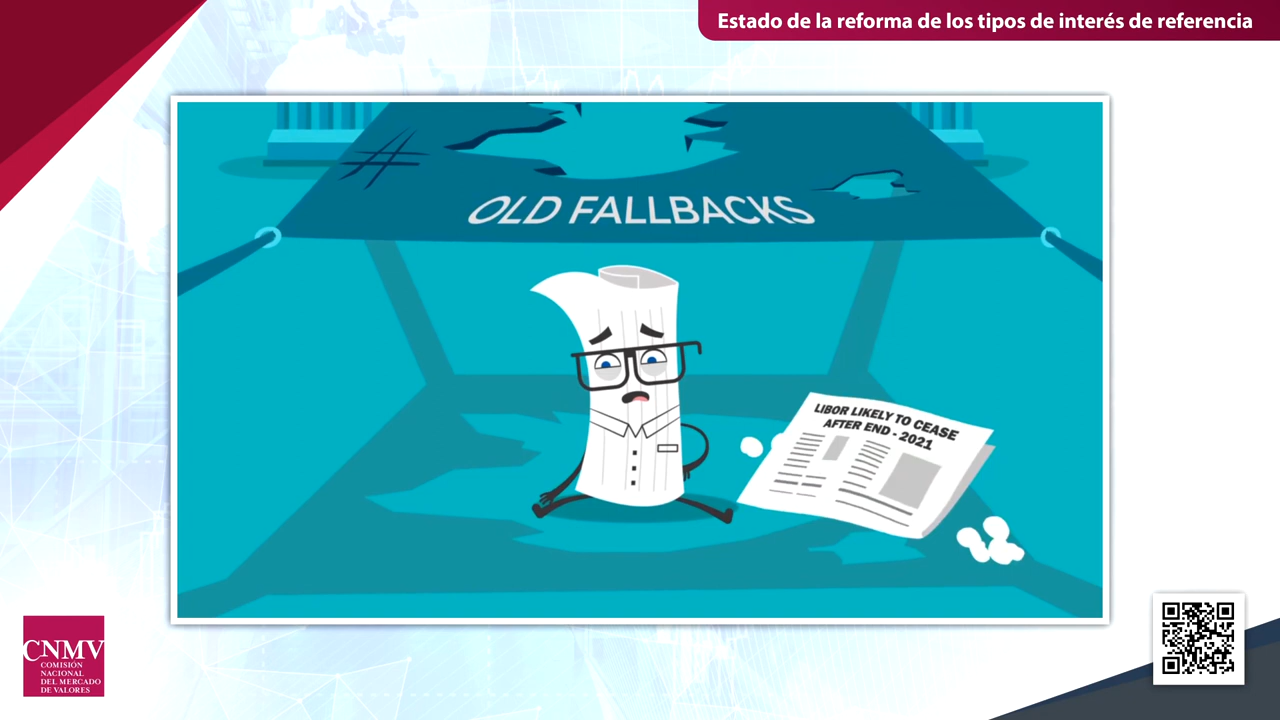 Estado de la reforma de los tipos de interés de referencia
OLD FALLBACKS
LIBOR LIKELY TO CEASE
AFTER END - 2021
CNMV
COMISIÓN
NACIONAL
DEL MERCADO
DE VALORES